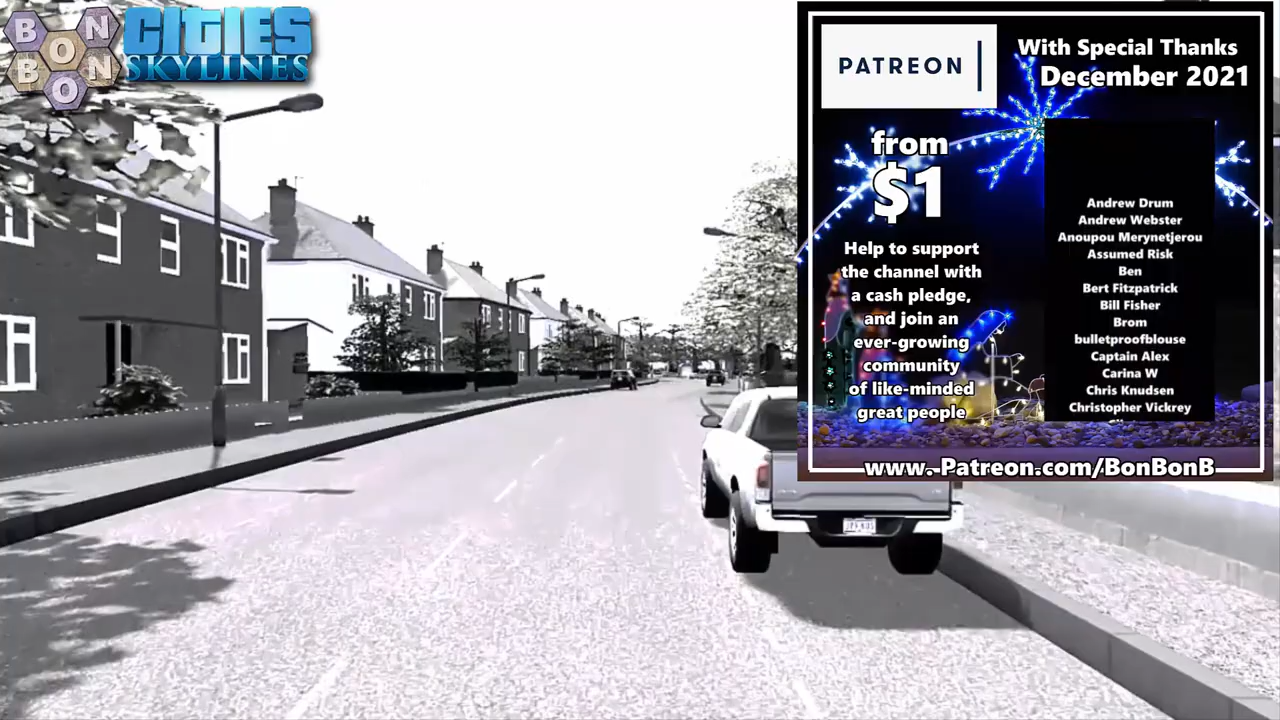 BON
BON
CITIES
SKYLINES
PATREON
With Special Thanks
December 2021
from
$1
Help to support
the channel with
a cash pledge,
and join an
ever-growing
community
of like-minded
great people
Andrew Drum
Andrew Webster
Anoupou Merynetjerou
Assumed Risk
Ben
Bert Fitzpatrick
Bill Fisher
Brom
bulletproofblouse
Captain Alex
Carina W
Chris Knudsen
Christopher Vickrey
www. Patreon.com/BonBonB